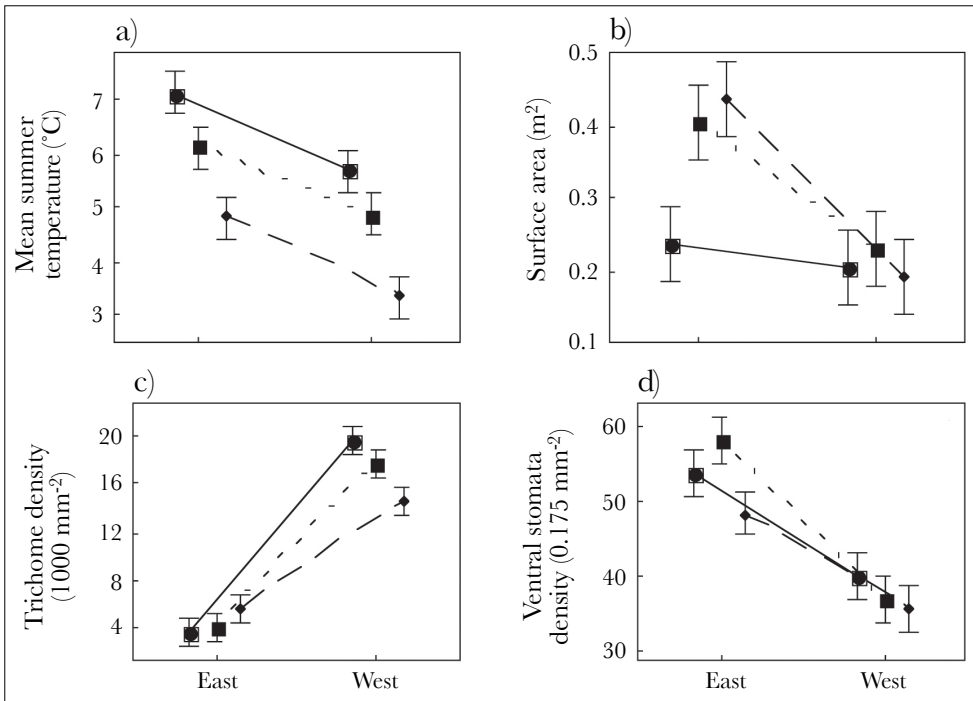 a)
Mean summer
temperature (°C)
7
6
5
4
3
b)
Surface area (m²)
0.5
0.4
0.3
0.2
0.1
c)
Trichome density
(1000 mm-2)
20
16
12
8
4
East
West
d)
Ventral stomata
density (0.175 mm-2)
60
50
40
30
East
West